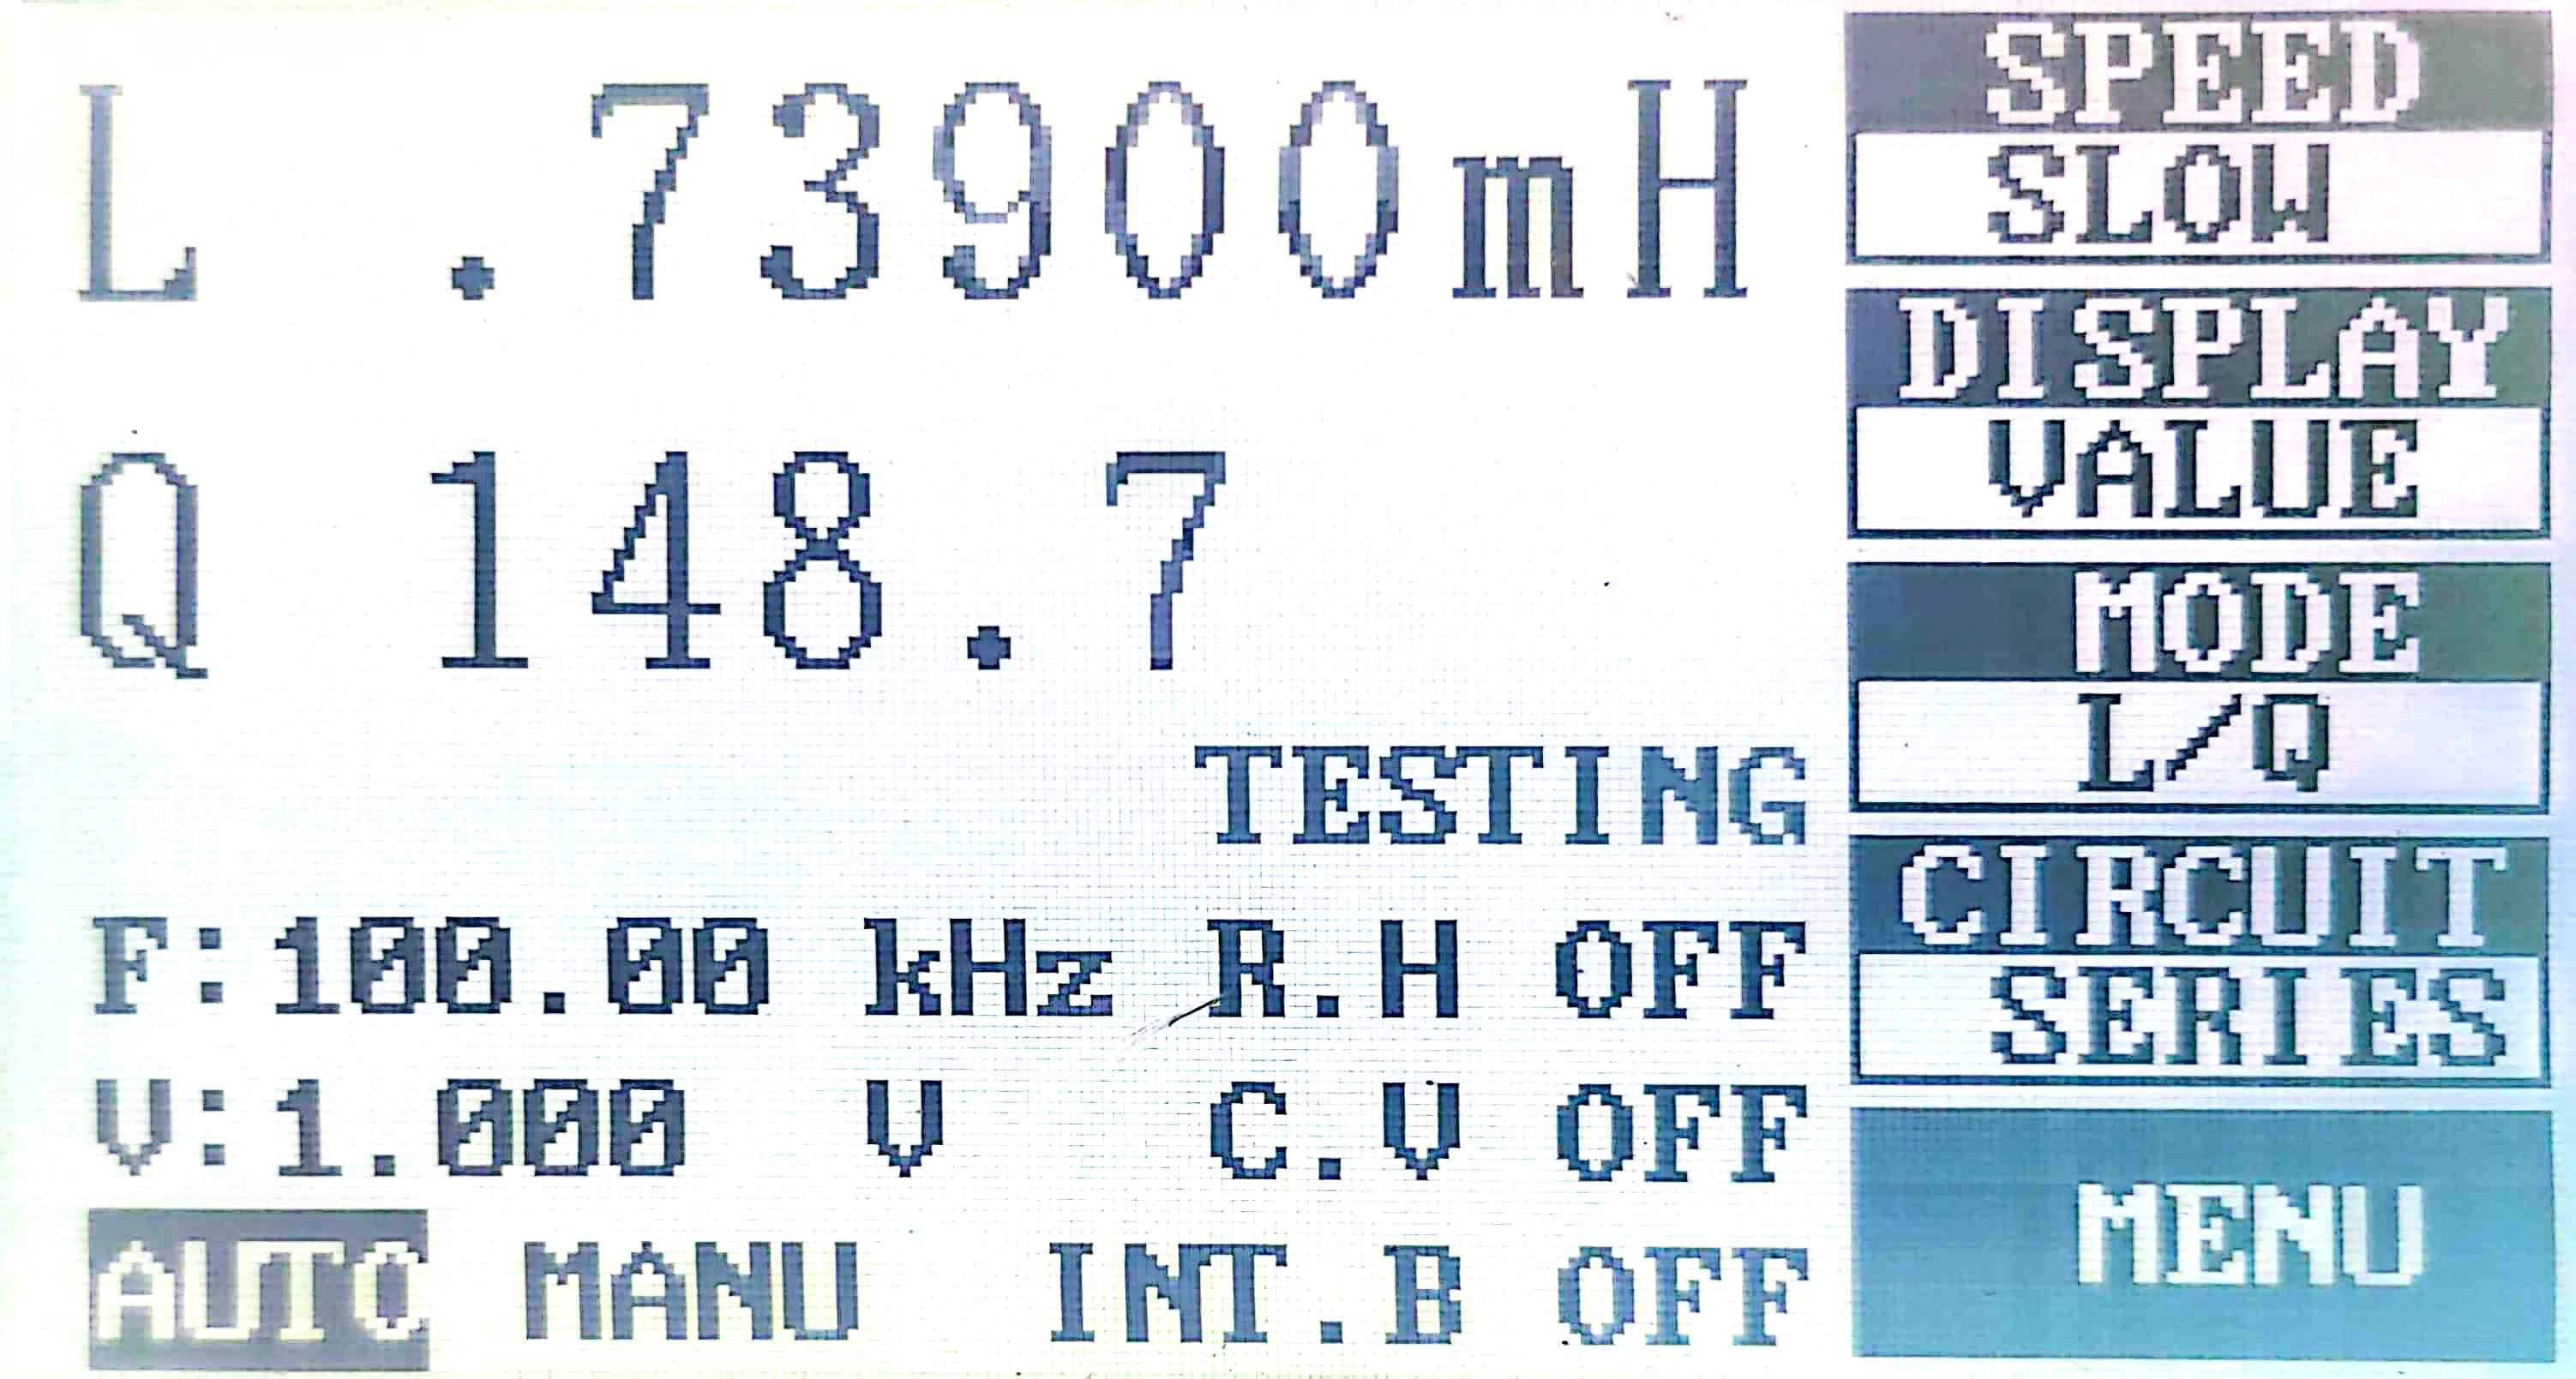 L .73900mH
Q 148.7
TESTING
F:100.00 kHz R.H OFF
V:1.000 V C.V OFF
AUTO MANU INT.B OFF
SPEED
SLOW
DISPLAY
VALUE
MODE
L/Q
CIRCUIT
SERIES
MENU